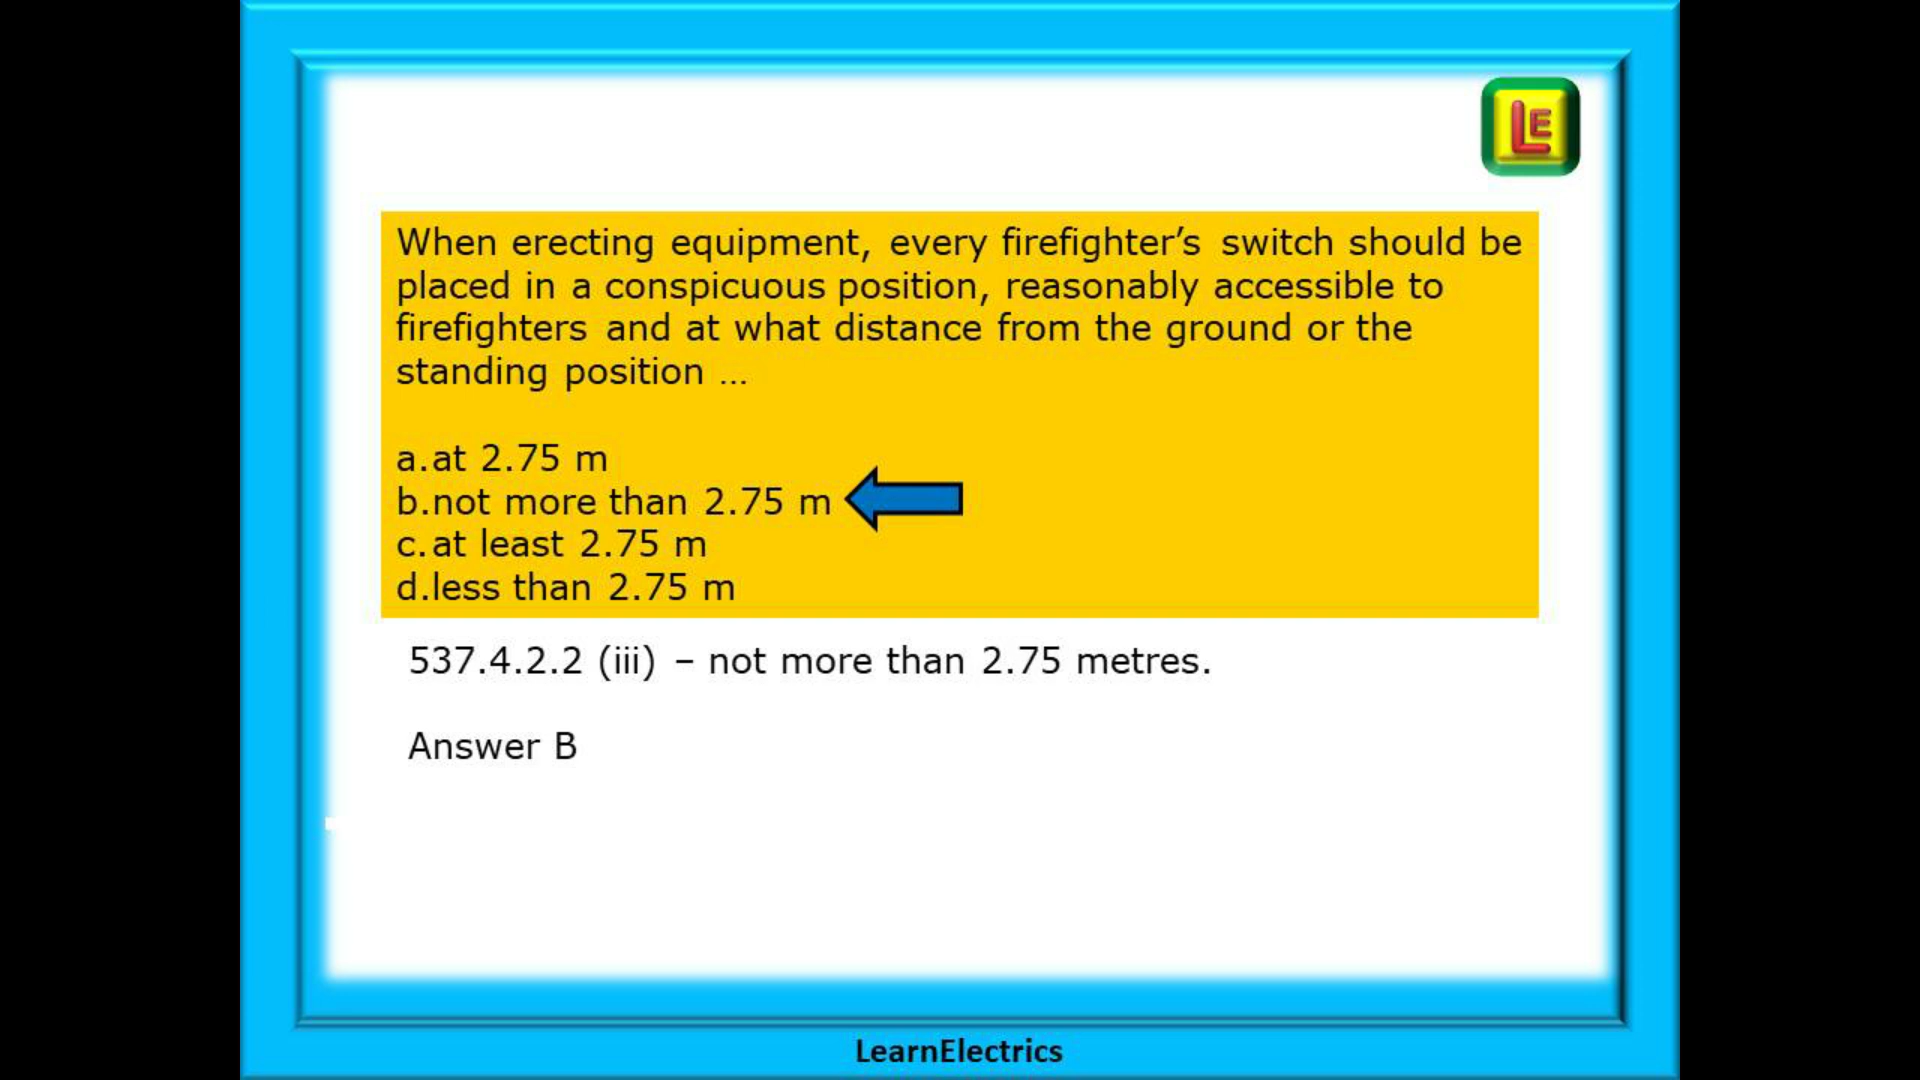 LE
When erecting equipment, every firefighter’s switch should be
placed in a conspicuous position, reasonably accessible to
firefighters and at what distance from the ground or the
standing position ...
a.at 2.75 m
b.not more than 2.75 m
c.at least 2.75 m
d.less than 2.75 m
537.4.2.2 (iii) – not more than 2.75 metres.
Answer B
LearnElectrics